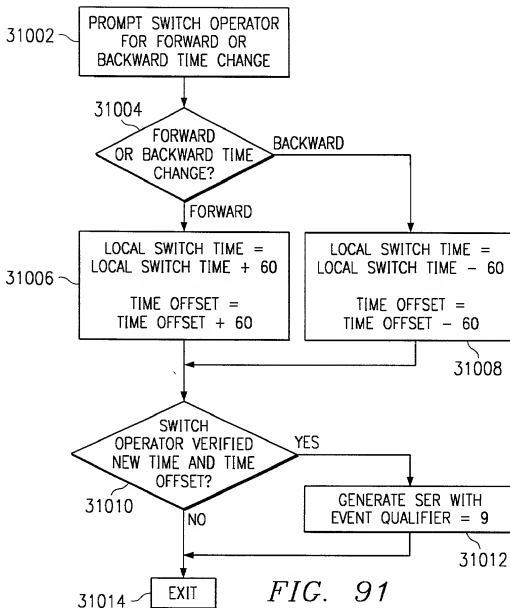 31002
PROMPT SWITCH OPERATOR
FOR FORWARD OR
BACKWARD TIME CHANGE
31004
FORWARD
OR BACKWARD TIME
CHANGE?
BACKWARD
FORWARD
31006
LOCAL SWITCH TIME =
LOCAL SWITCH TIME + 60
TIME OFFSET =
TIME OFFSET + 60
LOCAL SWITCH TIME =
LOCAL SWITCH TIME - 60
TIME OFFSET =
TIME OFFSET - 60
31008
SWITCH
OPERATOR VERIFIED
NEW TIME AND TIME
OFFSET?
YES
31010
NO
GENERATE SER WITH
EVENT QUALIFIER = 9
31012
31014
EXIT
FIG. 91